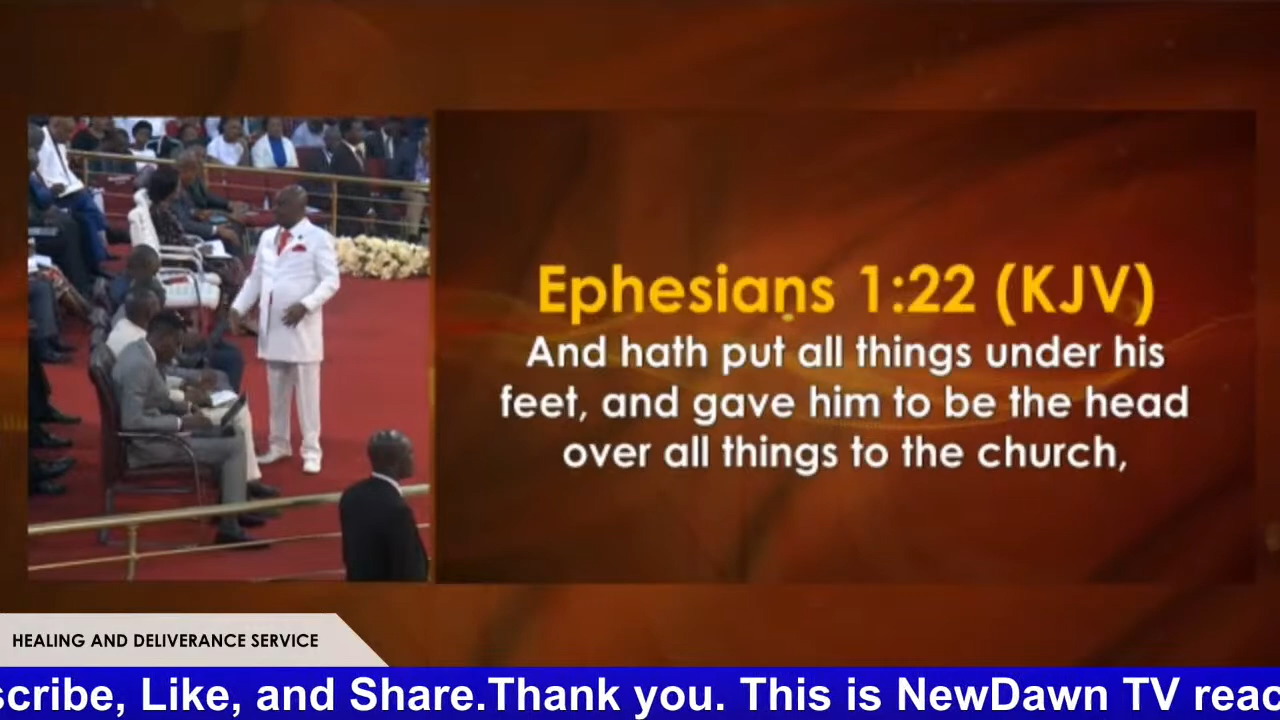 Ephesians 1:22 (KJV)
And hath put all things under his
feet, and gave him to be the head
over all things to the church,
HEALING AND DELIVERANCE SERVICE
scribe, Like, and Share.Thank you. This is NewDawn TV reac